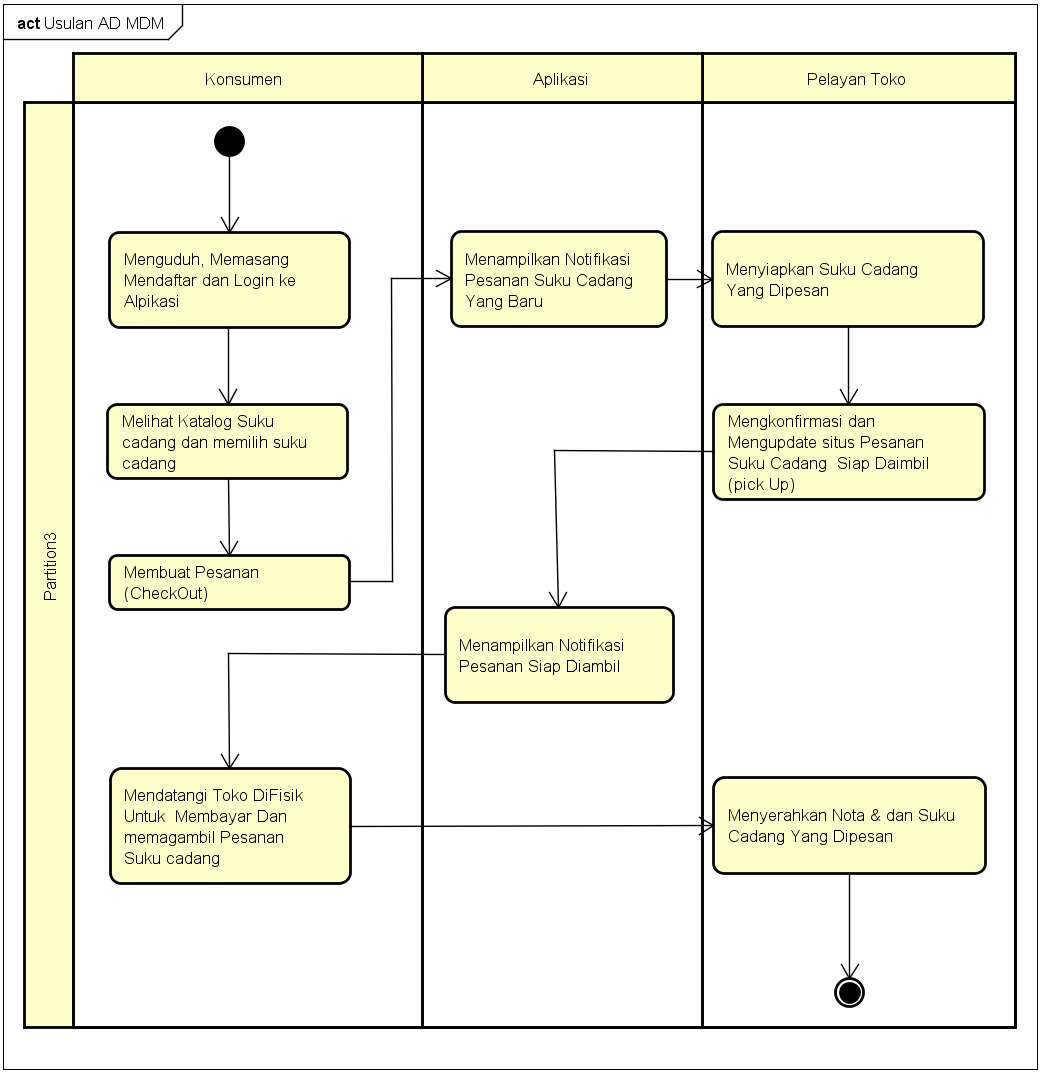 act Usulan AD MDM
Konsumen
Aplikasi
Pelayan Toko
Partition3
Menguduh, Memasang
Mendaftar dan Login ke
Alpikasi
Menampilkan Notifikasi
Pesanan Suku Cadang
Yang Baru
Menyiapkan Suku Cadang
Yang Dipesan
Melihat Katalog Suku
cadang dan memilih suku
cadang
Mengkonfirmasi dan
Mengupdate situs Pesanan
Suku Cadang  Siap Daimbil
(pick Up)
Membuat Pesanan
(CheckOut)
Menampilkan Notifikasi
Pesanan Siap Diambil
Mendatangi Toko DiFisik
Untuk  Membayar Dan
memagambil Pesanan
Suku cadang
Menyerahkan Nota & dan Suku
Cadang Yang Dipesan